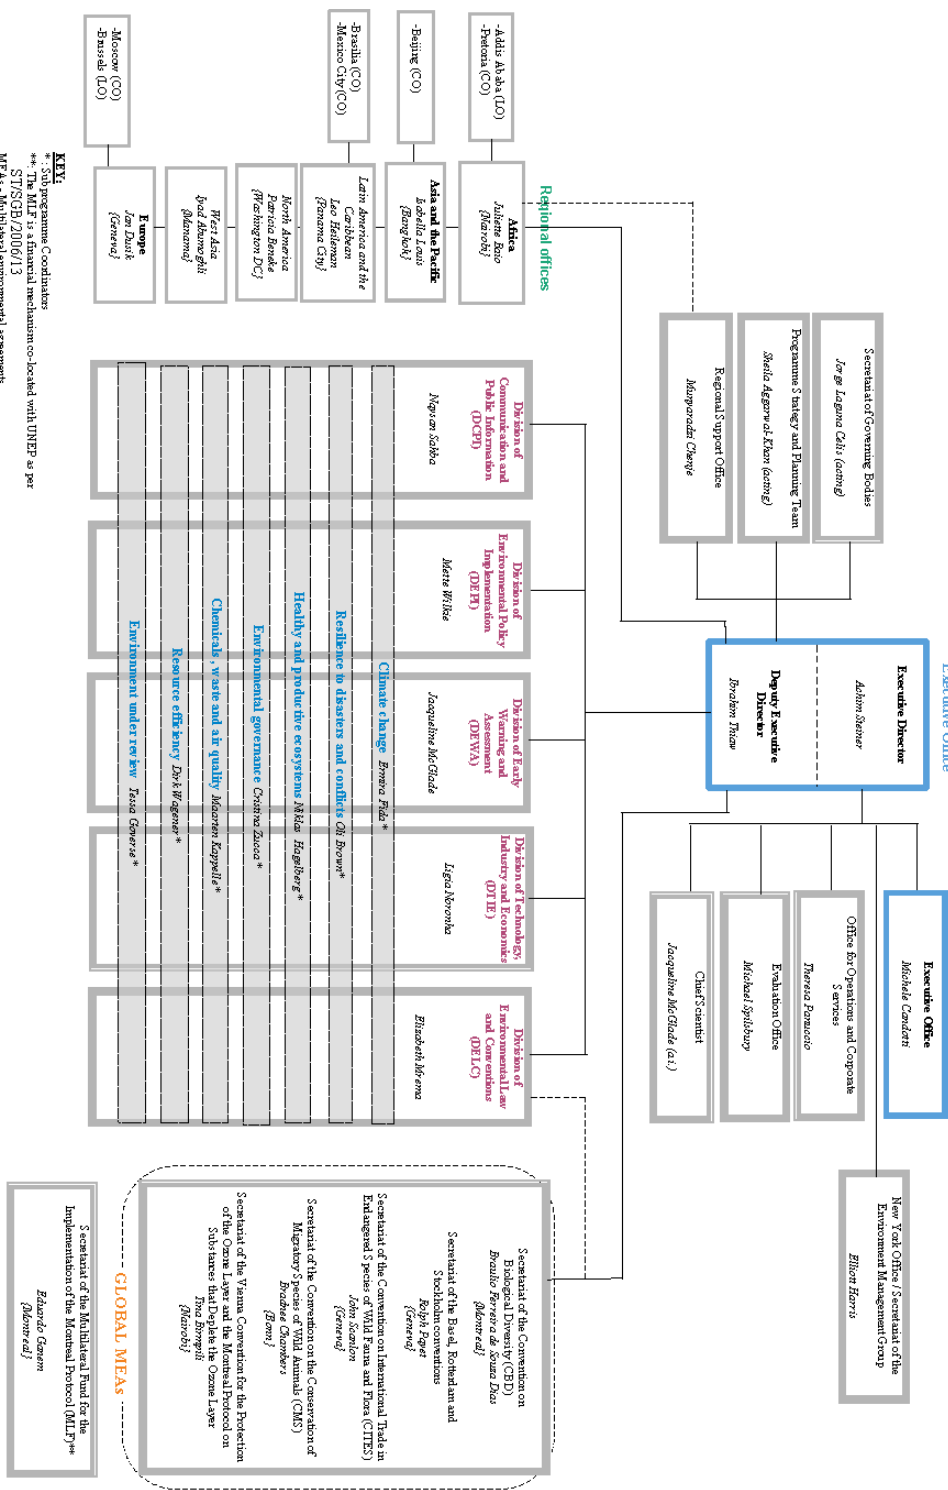 Executive Office
Executive Director
Achim Steiner
Deputy Executive
Director
Ibrahim Thiaw
Secretariat of Governing Bodies
Jorge Laguna Celis (acting)
Programme Strategy and Planning Team
Sheila Aggarwal-Khan (acting)
Regional Support Office
Munyaradzi Chenje
Executive Office
Michele Candotti
Office for Operations and Corporate
Services
Theresa Panuccio
Evaluation Office
Michael Spilsbury
Chief Scientist
Jacqueline McGlade (a.i.)
New York Office / Secretariat of the
Environment Management Group
Elliott Harris
Regional offices
Africa
Juliette Biao
{Nairobi}
-Addis Ababa (LO)
-Pretoria (CO)
Asia and the Pacific
Isabella Louis
{Bangkok}
-Beijing (CO)
Latin America and the
Caribbean
Leo Heileman
{Panama City}
-Brasilia (CO)
-Mexico City (CO)
North America
Patricia Beneke
{Washington DC}
West Asia
Iyad Abumoghli
{Manama}
Europe
Jan Dusik
{Geneva}
-Moscow (CO)
-Brussels (LO)
Division of
Communication and
Public Information
(DCPI)
Naysan Sahba
Division of
Environmental Policy
Implementation
(DEPI)
Mette Wilkie
Division of Early
Warning and
Assessment
(DEWA)
Jacqueline McGlade
Division of Technology,
Industry and Economics
(DTIE)
Ligia Noronha
Division of
Environmental Law
and Conventions
(DELC)
Elizabeth Mrema
Climate change Ermira Fida*
Resilience to disasters and conflicts Oli Brown*
Healthy and productive ecosystems Niklas Hagelberg*
Environmental governance Cristina Zucca*
Chemicals, waste and air quality Maarten Kappelle*
Resource efficiency Dirk Wagener*
Environment under review Tessa Goverse*
Secretariat of the Convention on
Biological Diversity (CBD)
Braulio Ferreira de Souza Dias
{Montreal}
Secretariat of the Basel, Rotterdam and
Stockholm conventions
Rolph Payet
{Geneva}
Secretariat of the Convention on International Trade in
Endangered Species of Wild Fauna and Flora (CITES)
John Scanlon
{Geneva}
Secretariat of the Convention on the Conservation of
Migratory Species of Wild Animals (CMS)
Bradnee Chambers
{Bonn}
Secretariat of the Vienna Convention for the Protection
of the Ozone Layer and the Montreal Protocol on
Substances that Deplete the Ozone Layer
Tina Birmpili
{Nairobi}
GLOBAL MEAs
Secretariat of the Multilateral Fund for the
Implementation of the Montreal Protocol (MLF)**
Eduardo Ganem
{Montreal}
KEY:
* : Subprogramme Coordinators
**: The MLF is a financial mechanism co-located with UNEP as per
ST/SGB/2006/13
MEAs - Multilateral environmental agreements